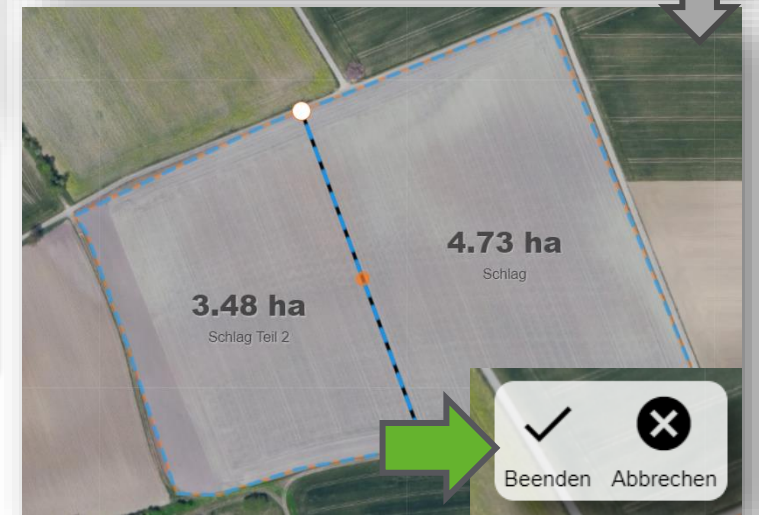 4.73 ha
Schlag
3.48 ha
Schlag Teil 2
Beenden Abbrechen